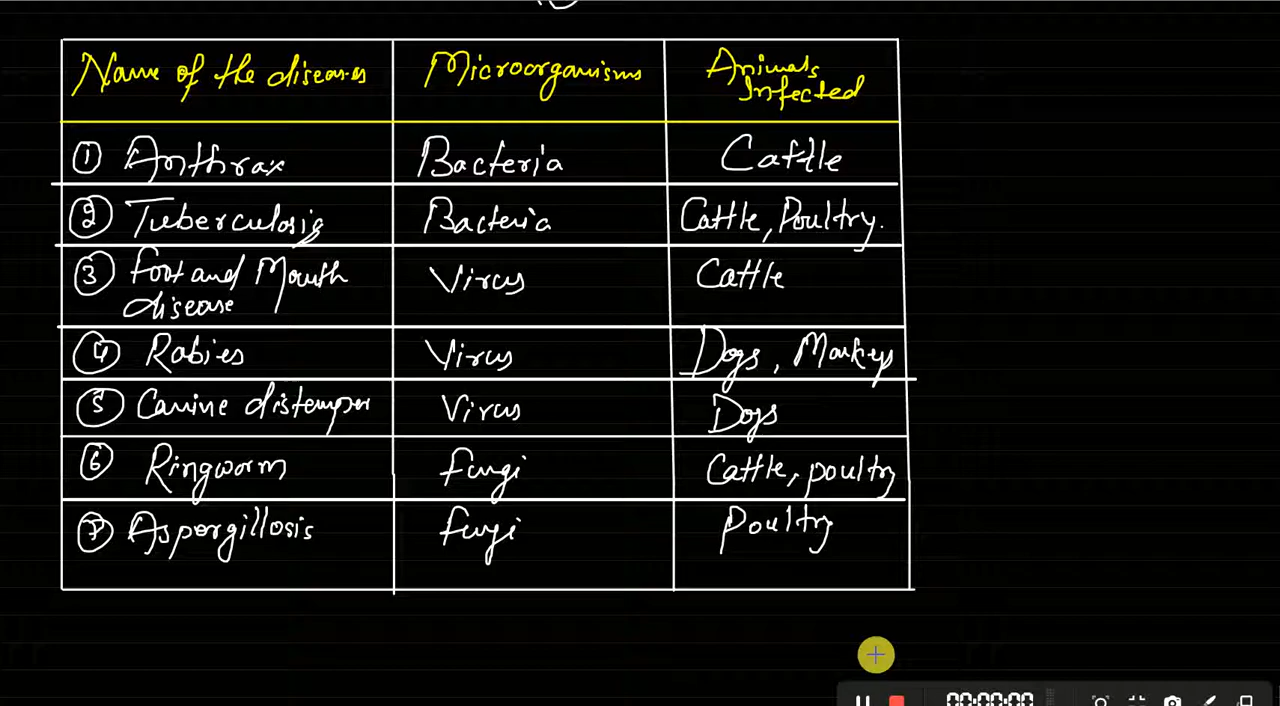 Name of the diseases Microorganisms Animals Infected
① Anthrax Bacteria Cattle
② Tuberculosis Bacteria Cattle, Poultry.
③ Foot and Mouth disease Virus Cattle
④ Rabies Virus Dogs, Monkeys
⑤ Canine distemper Virus Dogs
⑥ Ringworm Fungi Cattle, poultry
⑦ Aspergillosis Fungi Poultry
00:00:00